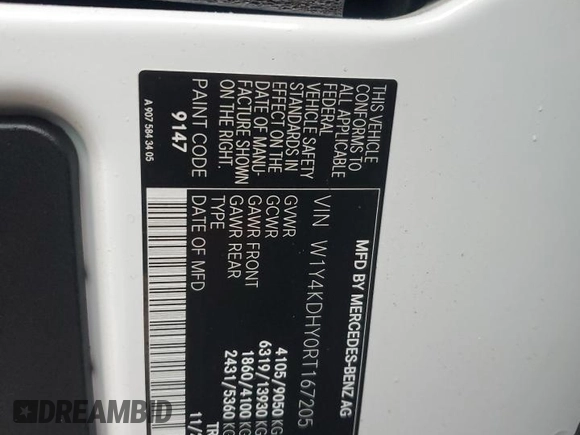 MFD BY MERCEDES-BENZ AG
VIN W1Y4KDHY0RT167205
GVWR 4105/9050 KG
GCWR 6319/13930 KG
GAWR FRONT 1860/4100 KG
GAWR REAR 2431/5360 KG
TYPE
DATE OF MFD 11/
THIS VEHICLE
CONFORMS TO
ALL APPLICABLE
FEDERAL
VEHICLE SAFETY
STANDARDS IN
EFFECT ON THE
DATE OF MANU-
FACTURE SHOWN
ON THE RIGHT.
PAINT CODE
9147
A 907 584 34 05
DREAMBID